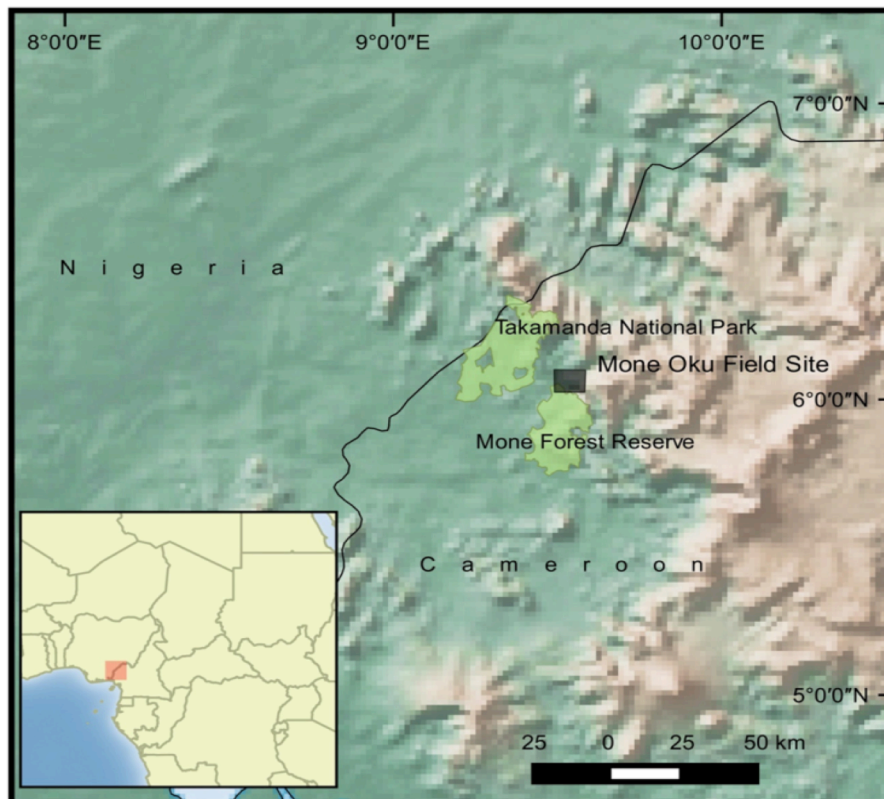 8°0′0″E 9°0′0″E 10°0′0″E
7°0′0″N
N i g e r i a
Takamanda National Park
Mone Oku Field Site
6°0′0″N
Mone Forest Reserve
C a m e r o o n
5°0′0″N
25 0 25 50 km